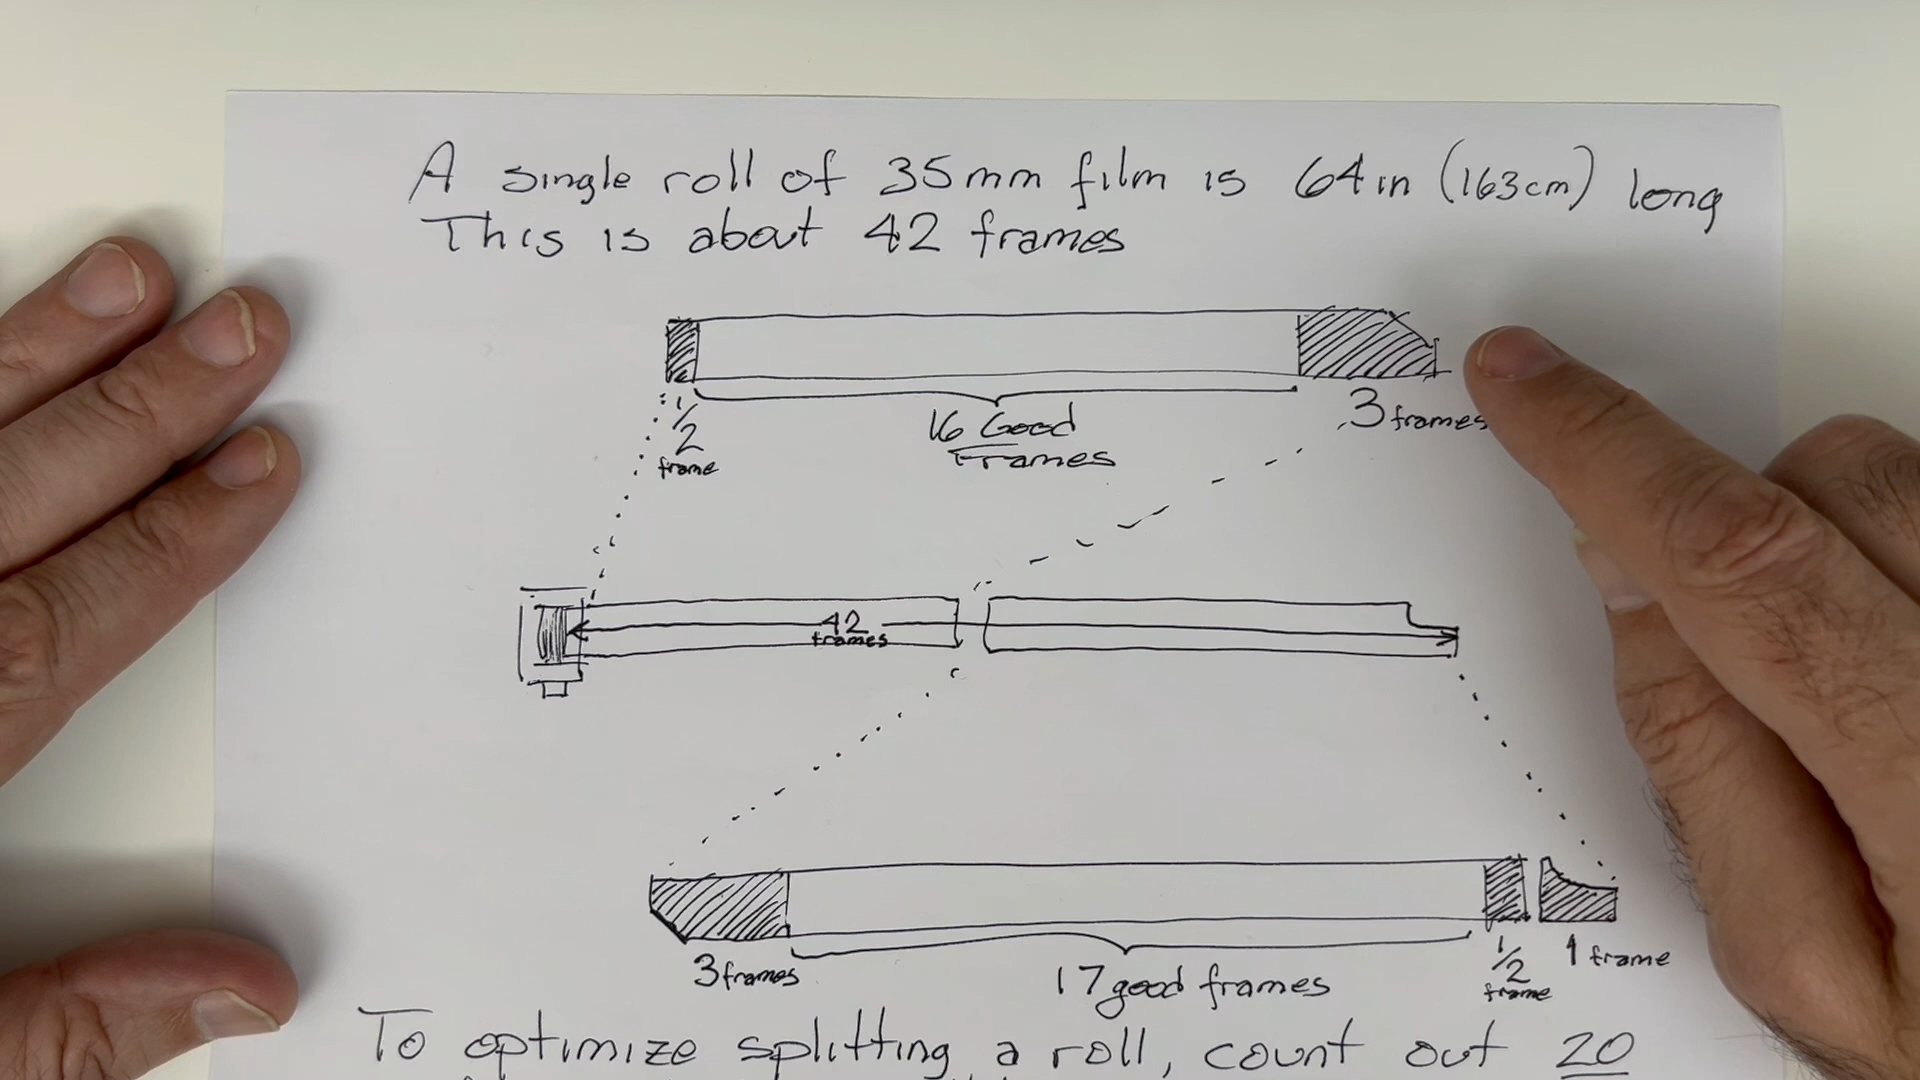 A single roll of 35mm film is 64in (163cm) long
This is about 42 frames
1/2
frame
16 Good
Frames
3 frames
42
frames
3 frames
17 good frames
1/2
frame
1 frame
To optimize splitting a roll, count out 20